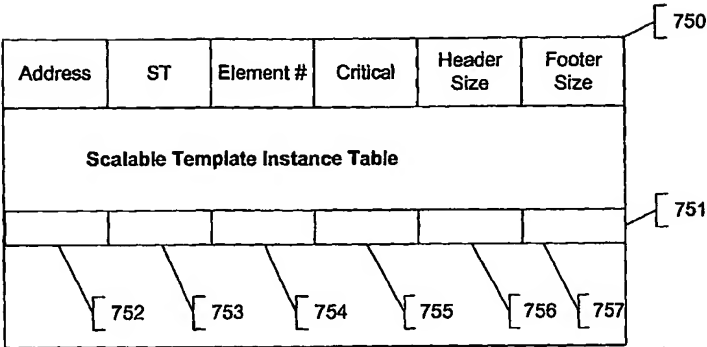 750
Address ST Element # Critical Header Size Footer Size
Scalable Template Instance Table
751
752 753 754 755 756 757